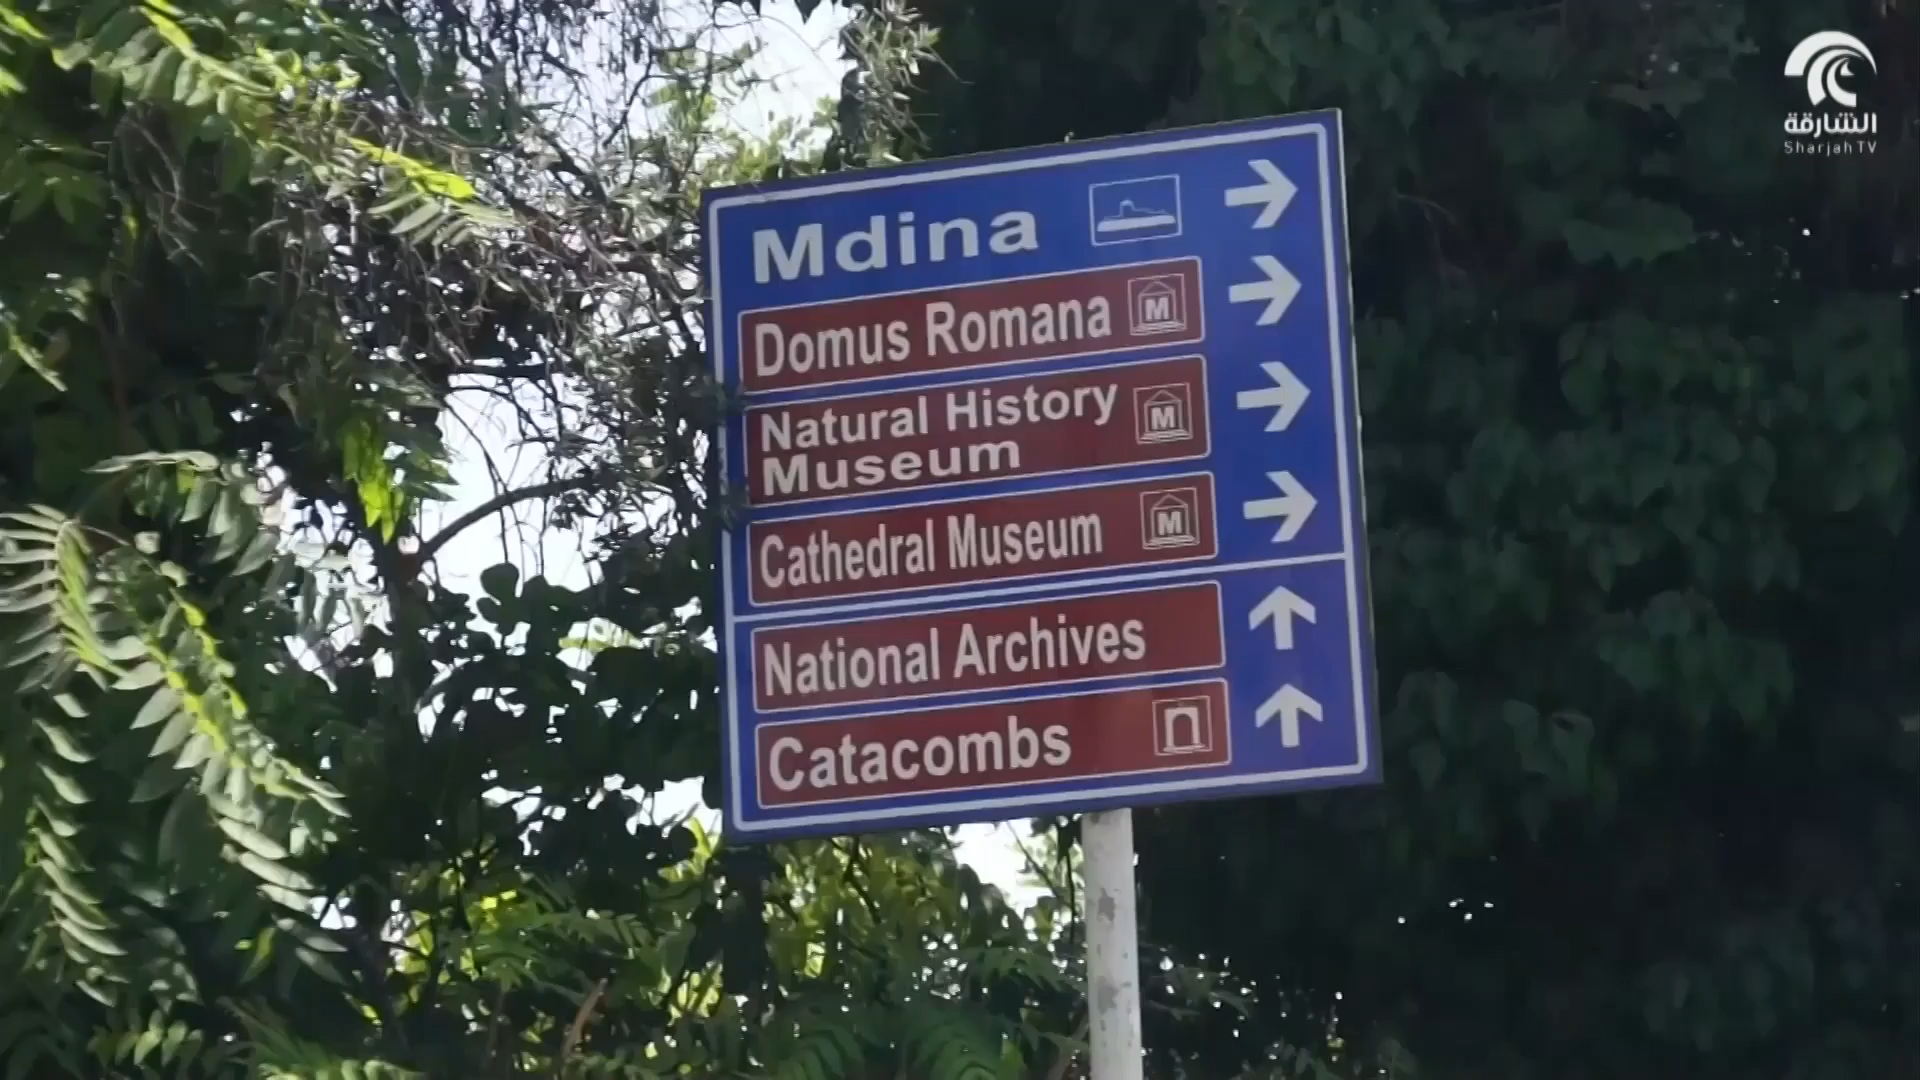 الشارقة
Sharjah TV
Mdina
Domus Romana M
Natural History
Museum M
Cathedral Museum M
National Archives
Catacombs